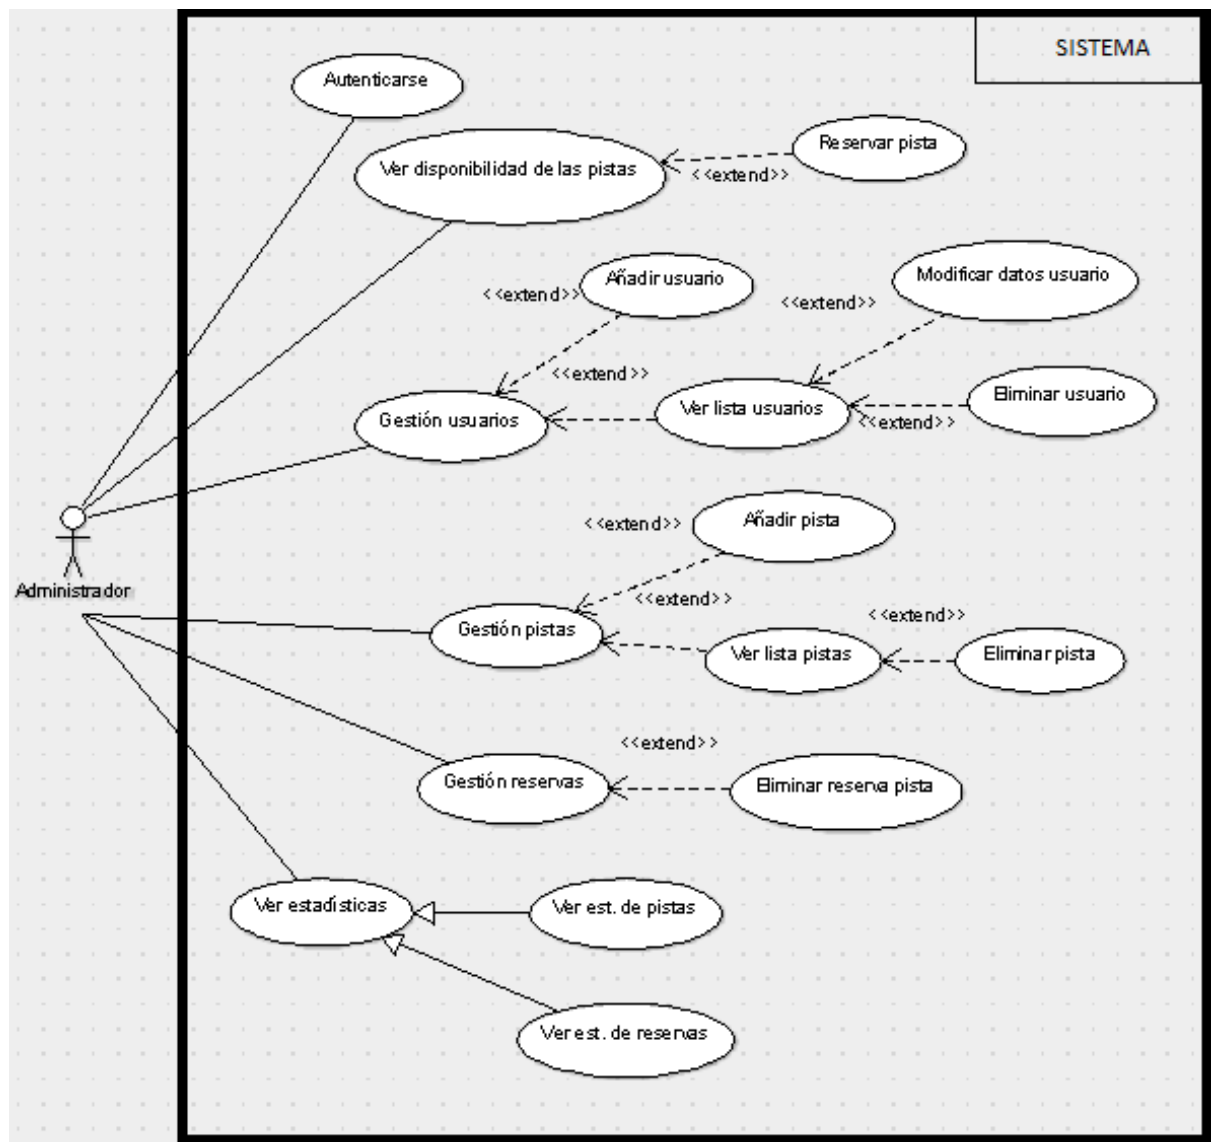 SISTEMA
Autenticarse
Reservar pista
Ver disponibilidad de las pistas
<<extend>>
Añadir usuario
Modificar datos usuario
<<extend>>
<<extend>>
<<extend>>
Eliminar usuario
Gestión usuarios
Ver lista usuarios
<<extend>>
Añadir pista
<<extend>>
Administrador
<<extend>>
<<extend>>
Gestión pistas
Ver lista pistas
Eliminar pista
<<extend>>
Gestión reservas
Eliminar reserva pista
Ver estadísticas
Ver est. de pistas
Ver est. de reservas